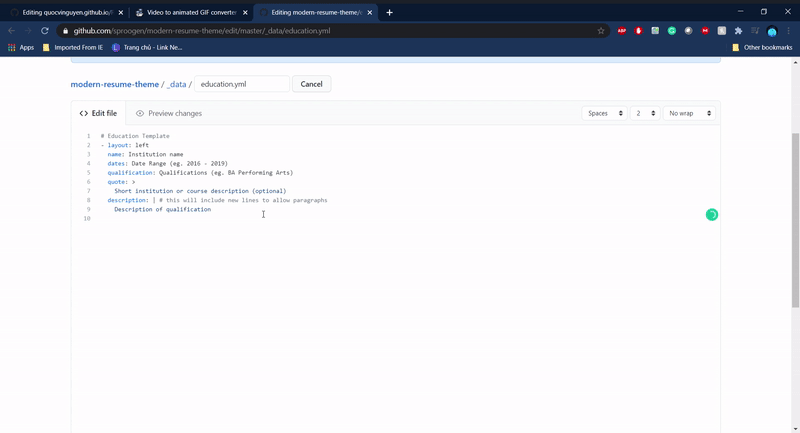 Editing quocvinguyen.github.io/
Video to animated GIF converter
Editing modern-resume-theme/
github.com/sproogen/modern-resume-theme/edit/master/_data/education.yml
Apps
Imported From IE
Trang chủ - Link Ne...
Other bookmarks
modern-resume-theme / _data / education.yml Cancel
Edit file
Preview changes
Spaces
2
No wrap
1 # Education Template
2 - layout: left
3 name: Institution name
4 dates: Date Range (eg. 2016 - 2019)
5 qualification: Qualifications (eg. BA Performing Arts)
6 quote: >
7 Short institution or course description (optional)
8 description: | # this will include new lines to allow paragraphs
9 Description of qualification
10